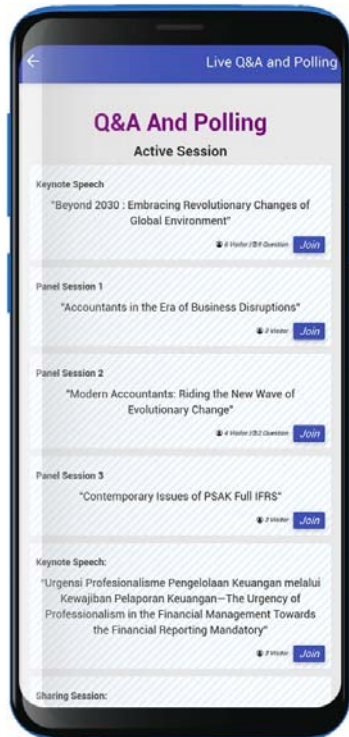 Live Q&A and Polling
Q&A And Polling
Active Session
Keynote Speech
"Beyond 2030 : Embracing Revolutionary Changes of
Global Environment"
Join
Panel Session 1
"Accountants in the Era of Business Disruptions"
Join
Panel Session 2
"Modern Accountants: Riding the New Wave of
Evolutionary Change"
Join
Panel Session 3
"Contemporary Issues of PSAK Full IFRS"
Join
Keynote Speech:
"Urgensi Profesionalisme Pengelolaan Keuangan melalui
Kewajiban Pelaporan Keuangan—The Urgency of
Professionalism in the Financial Management Towards
the Financial Reporting Mandatory"
Join
Sharing Session: